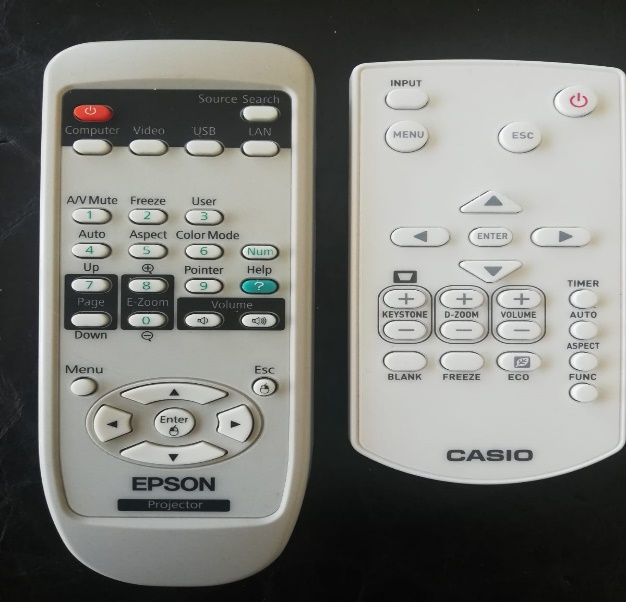 Source Search
Computer Video USB LAN
A/V Mute Freeze User
1 2 3
Auto Aspect Color Mode
4 5 6 Num
Up Pointer Help
7 8 9 ?
Page E-Zoom Volume
0
Down
Menu Esc
Enter
EPSON
Projector
INPUT
MENU ESC
ENTER
TIMER
+ + +
KEYSTONE D-ZOOM VOLUME
AUTO
- - -
ASPECT
BLANK FREEZE ECO FUNC
CASIO